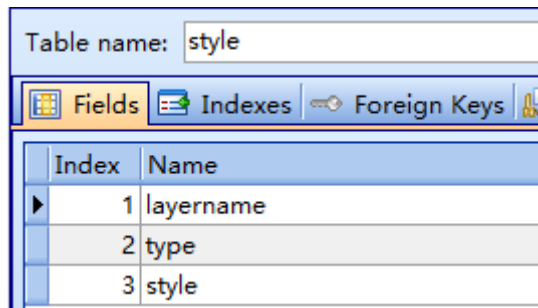 Table name: style
Fields Indexes Foreign Keys
Index Name
1 layername
2 type
3 style